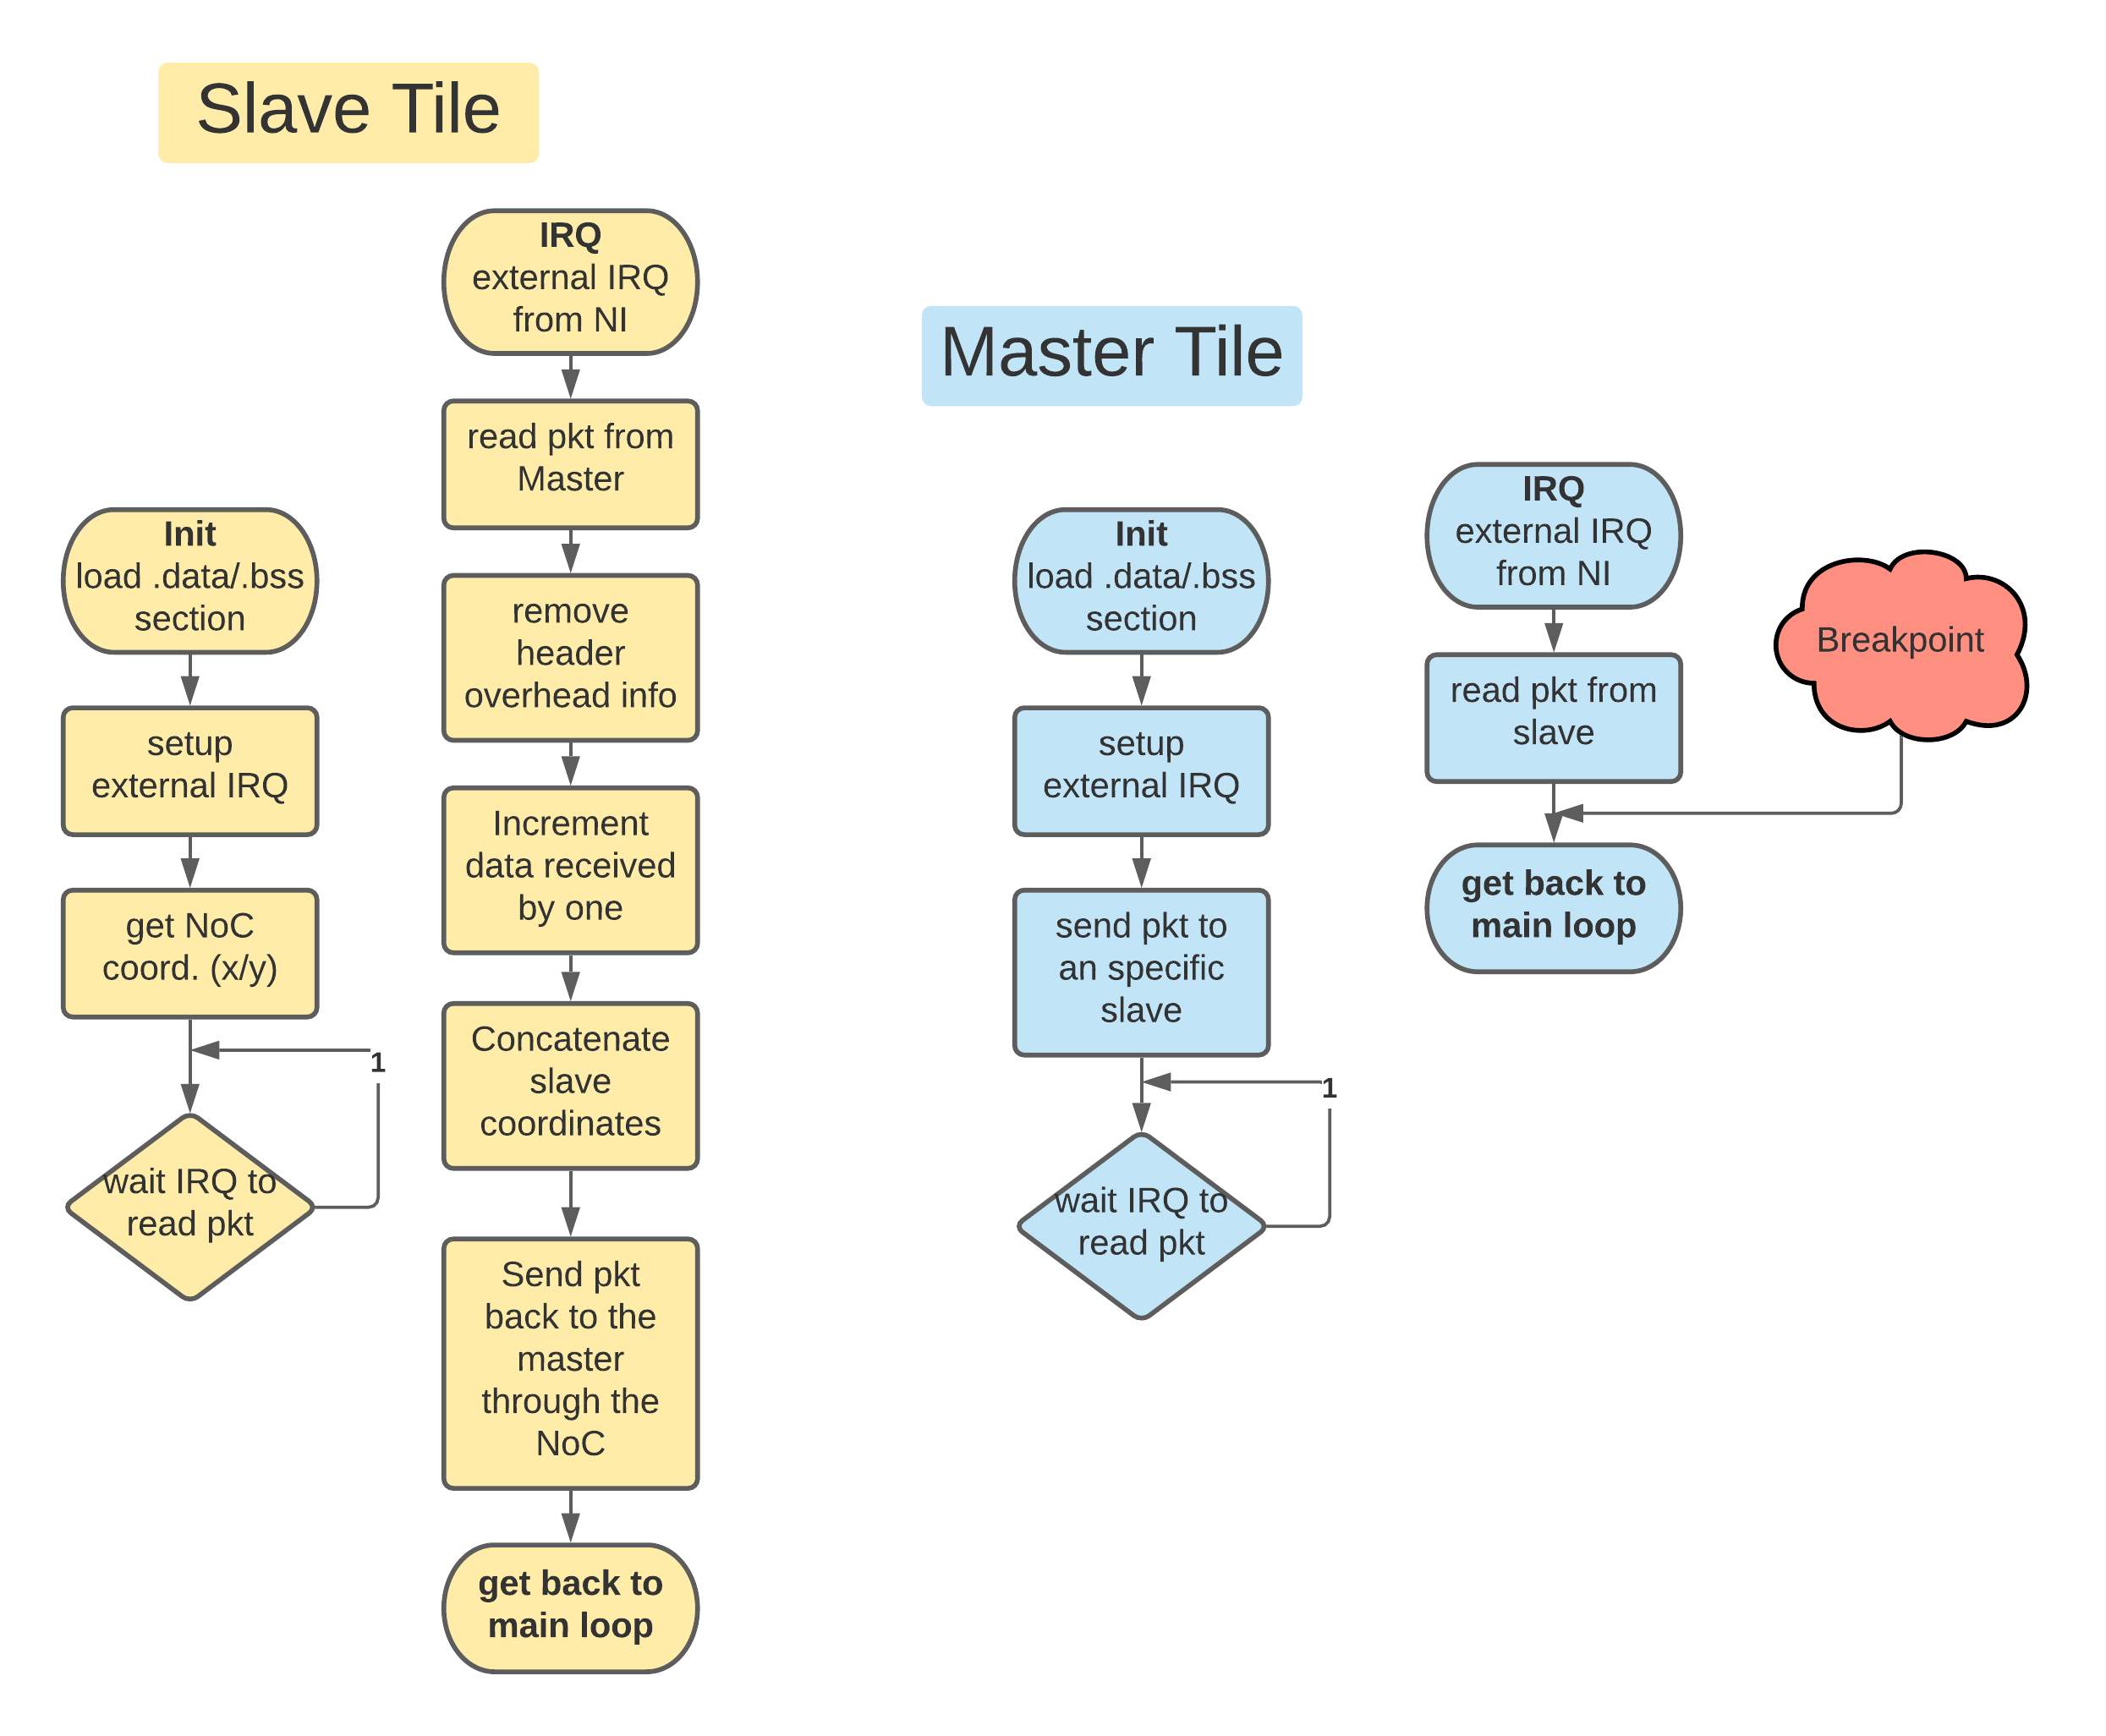 Slave Tile
IRQ
external IRQ
from NI
read pkt from
Master
remove
header
overhead info
Increment
data received
by one
Concatenate
slave
coordinates
Send pkt
back to the
master
through the
NoC
get back to
main loop
Init
load .data/.bss
section
setup
external IRQ
get NoC
coord. (x/y)
1
wait IRQ to
read pkt
Master Tile
Init
load .data/.bss
section
setup
external IRQ
send pkt to
an specific
slave
1
wait IRQ to
read pkt
IRQ
external IRQ
from NI
read pkt from
slave
get back to
main loop
Breakpoint